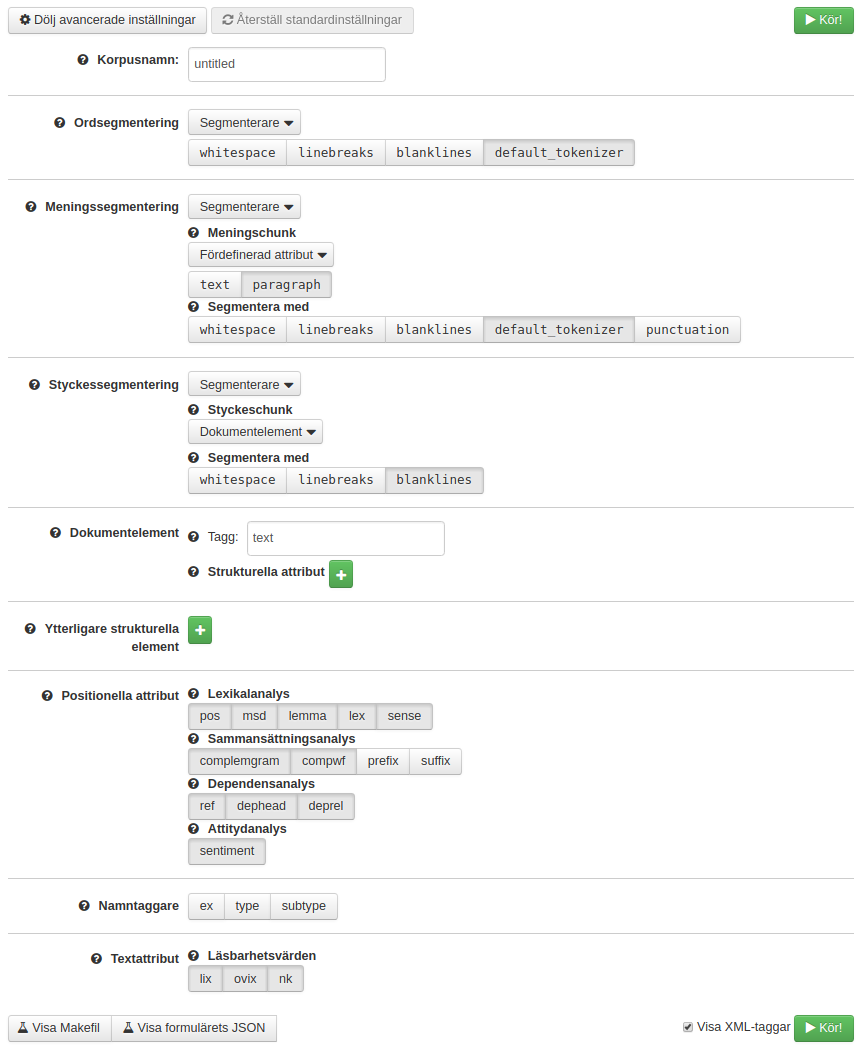 Dölj avancerade inställningar Återställ standardinställningar Kör!
Korpusnamn: untitled
Ordsegmentering Segmenterare
whitespace linebreaks blanklines default_tokenizer
Meningssegmentering Segmenterare
Meningschunk
Fördefinerad attribut
text paragraph
Segmentera med
whitespace linebreaks blanklines default_tokenizer punctuation
Styckessegmentering Segmenterare
Styckeschunk
Dokumentelement
Segmentera med
whitespace linebreaks blanklines
Dokumentelement Tagg: text
Strukturella attribut
Ytterligare strukturella
element
Positionella attribut Lexikalanalys
pos msd lemma lex sense
Sammansättningsanalys
complemgram compwf prefix suffix
Dependensanalys
ref dephead deprel
Attitydanalys
sentiment
Namntaggare ex type subtype
Textattribut Läsbarhetsvärden
lix ovix nk
Visa Makefil Visa formulärets JSON Visa XML-taggar Kör!